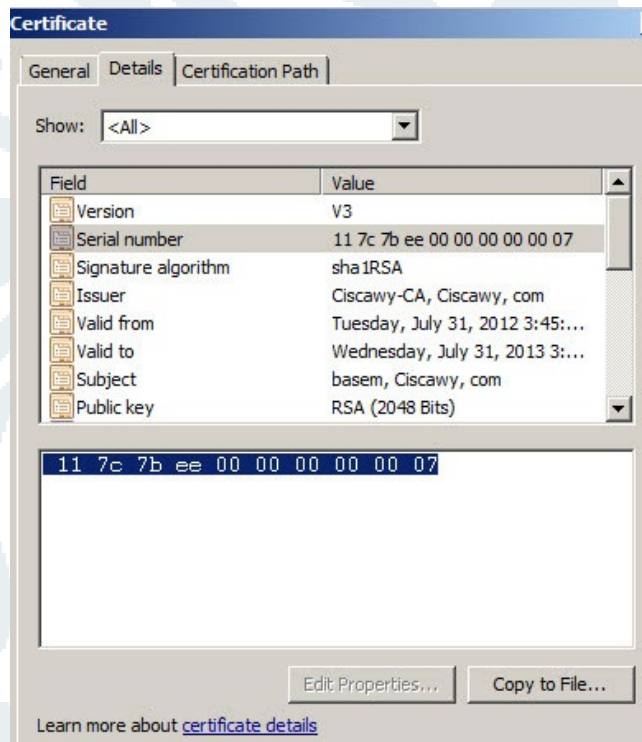 Certificate
General Details Certification Path
Show: <All>
Field Value
Version V3
Serial number 11 7c 7b ee 00 00 00 00 00 07
Signature algorithm sha1RSA
Issuer Ciscawy-CA, Ciscawy, com
Valid from Tuesday, July 31, 2012 3:45:...
Valid to Wednesday, July 31, 2013 3:...
Subject basem, Ciscawy, com
Public key RSA (2048 Bits)
11 7c 7b ee 00 00 00 00 00 07
Edit Properties... Copy to File...
Learn more about certificate details